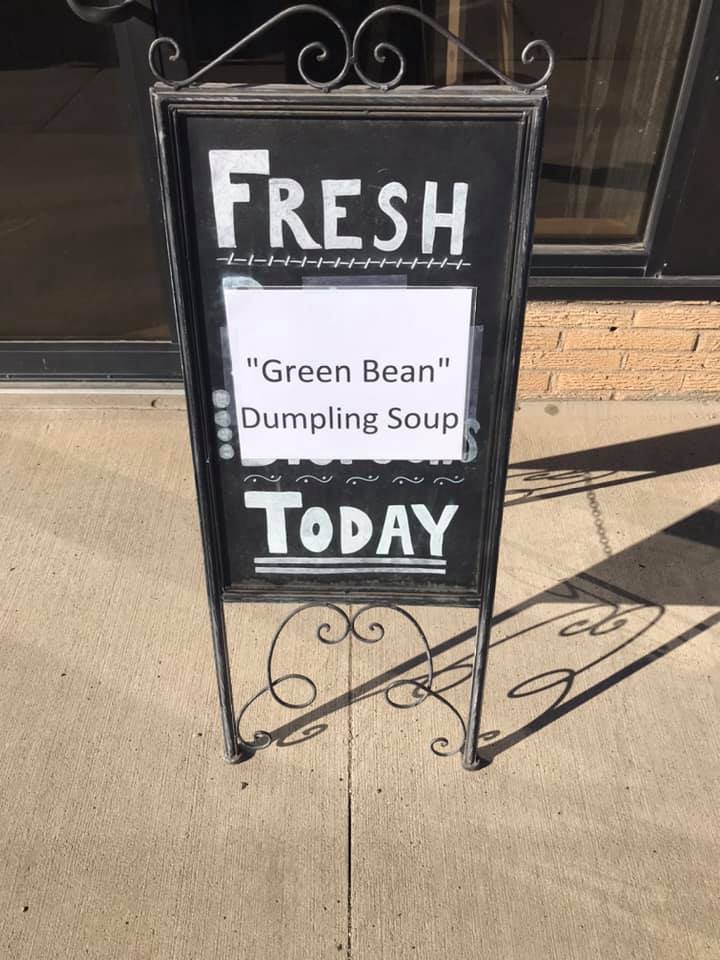 FRESH
"Green Bean"
Dumpling Soup
TODAY